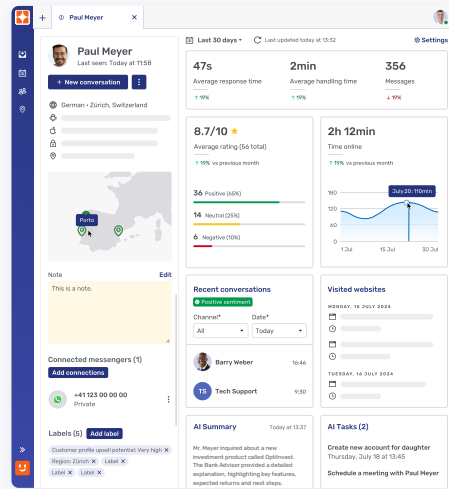 Paul Meyer
Paul Meyer
Last seen: Today at 11:58
+ New conversation
German • Zürich, Switzerland
Porto
Note
Edit
This is a note.
Connected messengers (1)
Add connections
+41 123 00 00 00
Private
Labels (5)
Add label
Customer profile upsell potential: Very high
Region: Zürich
Label
Label
Label
Last 30 days
Last updated today at 13:32
Settings
47s
Average response time
↑ 19%
2min
Average handling time
↑ 19%
356
Messages
↓ 19%
8.7/10
Average rating (56 total)
↑ 19% vs previous month
36 Positive (65%)
14 Neutral (25%)
6 Negative (10%)
2h 12min
Time online
↑ 19% vs previous month
July 20: 110min
180
120
60
0
1 Jul
15 Jul
30 Jul
Recent conversations
Positive sentiment
Channel*
Date*
All
Today
Barry Weber
16:46
TS
Tech Support
9:30
Visited websites
MONDAY, 15 JULY 2024
TUESDAY, 16 JULY 2024
AI Summary
Today at 13:37
Mr. Meyer inquired about a new
investment product called OptiInvest.
The Bank Advisor provided a detailed
explanation, highlighting key features,
expected returns and next steps.
AI Tasks (2)
Create new account for daughter
Thursday, July 18 at 13:45
Schedule a meeting with Paul Meyer